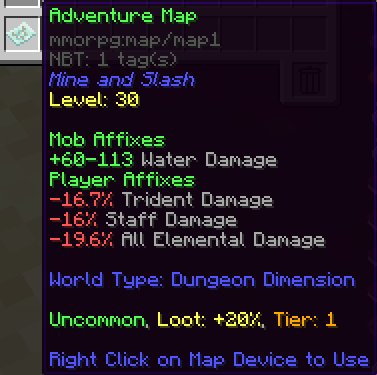 Adventure Map
mmorpg:map/map1
NBT: 1 tag(s)
Mine and Slash
Level: 30
Mob Affixes
+60-113 Water Damage
Player Affixes
-16.7% Trident Damage
-16% Staff Damage
-19.6% All Elemental Damage
World Type: Dungeon Dimension
Uncommon, Loot: +20%, Tier: 1
Right Click on Map Device to Use